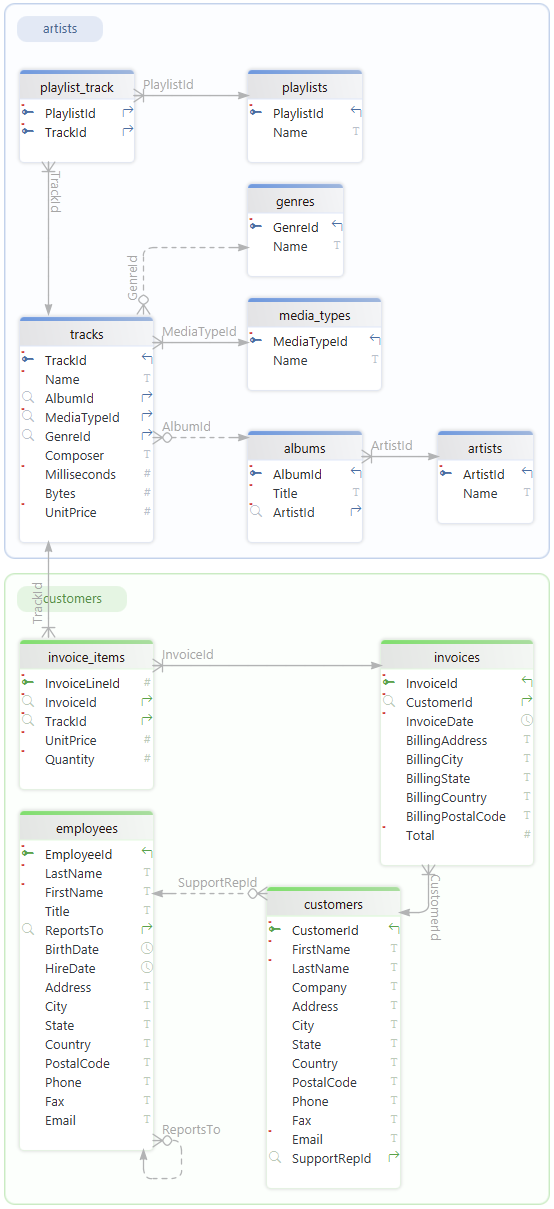 artists
playlist_track
PlaylistId
TrackId
PlaylistId
playlists
PlaylistId
Name
TrackId
genres
GenreId
Name
GenreId
tracks
TrackId
Name
AlbumId
MediaTypeId
GenreId
Composer
Milliseconds
Bytes
UnitPrice
MediaTypeId
media_types
MediaTypeId
Name
AlbumId
albums
AlbumId
Title
ArtistId
ArtistId
artists
ArtistId
Name
customers
TrackId
invoice_items
InvoiceLineId
InvoiceId
TrackId
UnitPrice
Quantity
InvoiceId
invoices
InvoiceId
CustomerId
InvoiceDate
BillingAddress
BillingCity
BillingState
BillingCountry
BillingPostalCode
Total
employees
EmployeeId
LastName
FirstName
Title
ReportsTo
BirthDate
HireDate
Address
City
State
Country
PostalCode
Phone
Fax
Email
SupportRepId
CustomerId
customers
CustomerId
FirstName
LastName
Company
Address
City
State
Country
PostalCode
Phone
Fax
Email
SupportRepId
ReportsTo